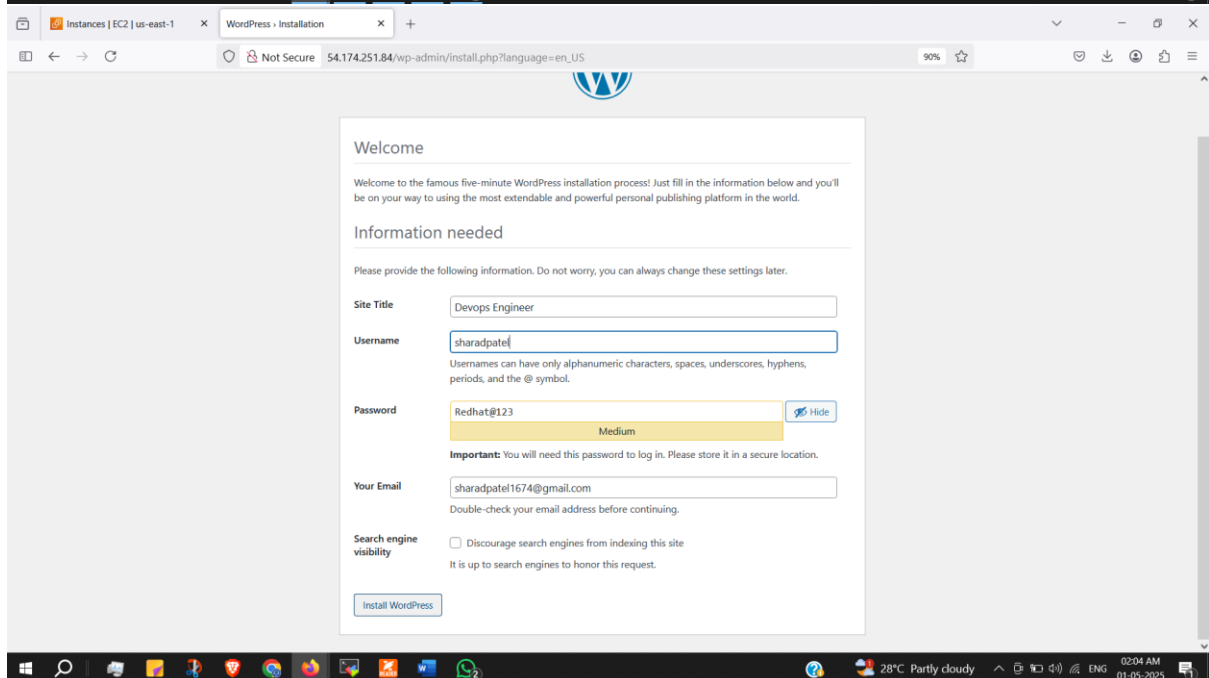 Instances | EC2 | us-east-1
WordPress › Installation
Not Secure 54.174.251.84/wp-admin/install.php?language=en_US 90%
Welcome
Welcome to the famous five-minute WordPress installation process! Just fill in the information below and you'll
be on your way to using the most extendable and powerful personal publishing platform in the world.
Information needed
Please provide the following information. Do not worry, you can always change these settings later.
Site Title Devops Engineer
Username sharadpatel
Usernames can have only alphanumeric characters, spaces, underscores, hyphens,
periods, and the @ symbol.
Password Redhat@123 Hide
Medium
Important: You will need this password to log in. Please store it in a secure location.
Your Email sharadpatel1674@gmail.com
Double-check your email address before continuing.
Search engine
visibility
Discourage search engines from indexing this site
It is up to search engines to honor this request.
Install WordPress
28°C Partly cloudy ENG 02:04 AM
01-05-2025